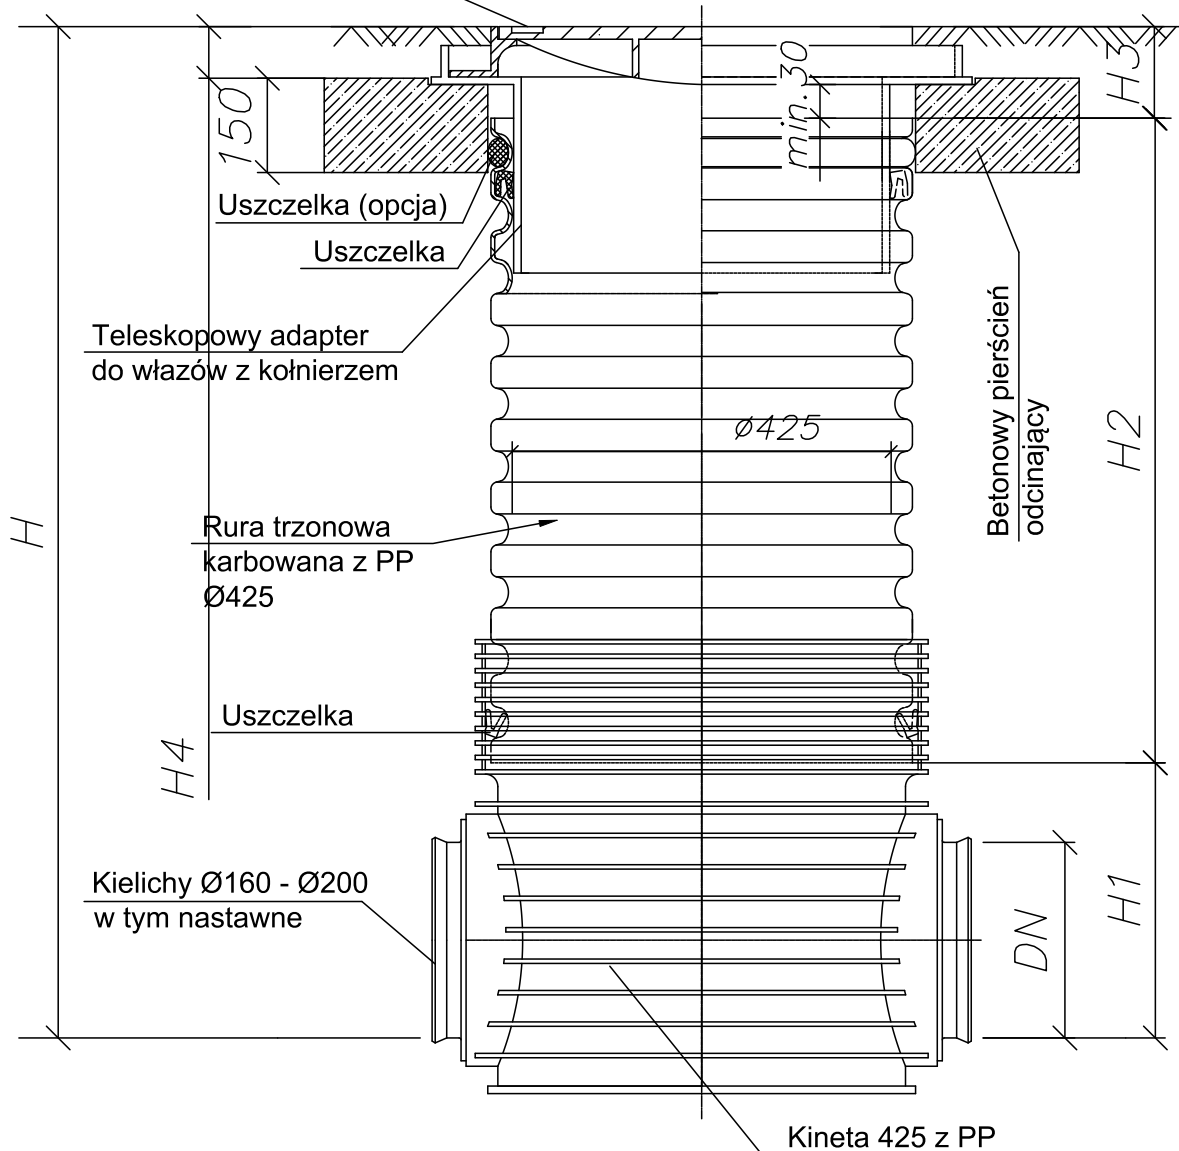 H3
min.30
150
Uszczelka (opcja)
Uszczelka
Teleskopowy adapter
do włazów z kołnierzem
Betonowy pierścień
odcinający
ø425
H2
H
Rura trzonowa
karbowana z PP
Ø425
Uszczelka
H4
Kielichy Ø160 - Ø200
w tym nastawne
H1
DN
Kineta 425 z PP